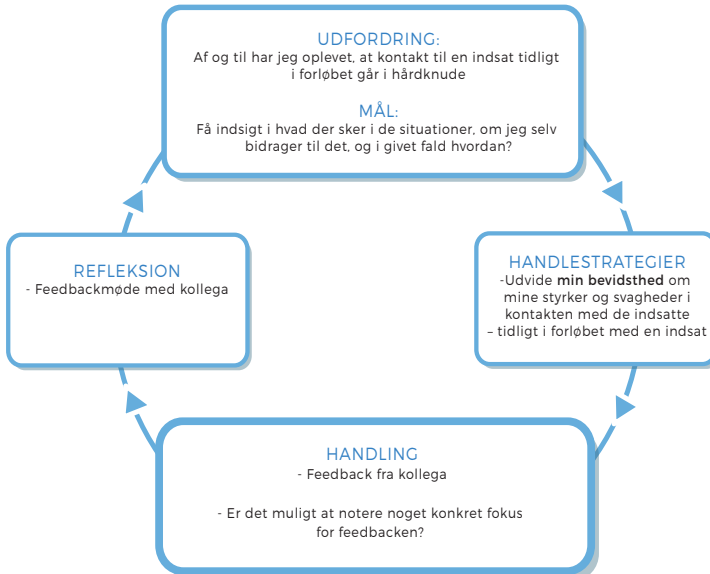 UDFORDRING:
Af og til har jeg oplevet, at kontakt til en indsat tidligt
i forløbet går i hårdknude
MÅL:
Få indsigt i hvad der sker i de situationer, om jeg selv
bidrager til det, og i givet fald hvordan?
HANDLESTRATEGIER
-Udvide min bevidsthed om
mine styrker og svagheder i
kontakten med de indsatte
– tidligt i forløbet med en indsat
HANDLING
- Feedback fra kollega
- Er det muligt at notere noget konkret fokus
for feedbacken?
REFLEKSION
- Feedbackmøde med kollega